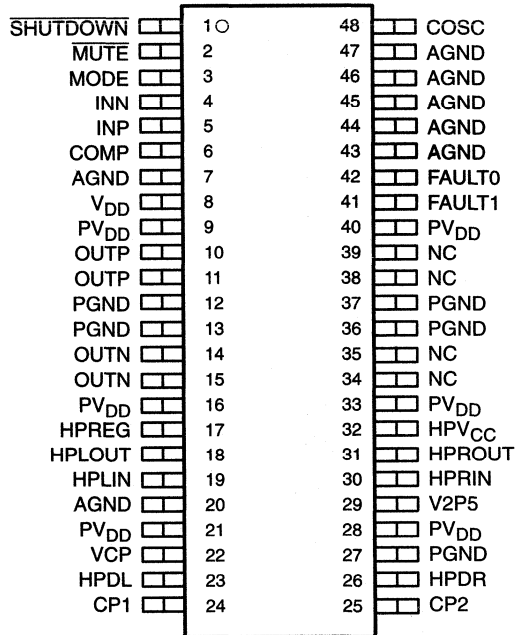 SHUTDOWN 1 48 COSC
MUTE 2 47 AGND
MODE 3 46 AGND
INN 4 45 AGND
INP 5 44 AGND
COMP 6 43 AGND
AGND 7 42 FAULT0
VDD 8 41 FAULT1
PVDD 9 40 PVDD
OUTP 10 39 NC
OUTP 11 38 NC
PGND 12 37 PGND
PGND 13 36 PGND
OUTN 14 35 NC
OUTN 15 34 NC
PVDD 16 33 PVDD
HPREG 17 32 HPVCC
HPLOUT 18 31 HPROUT
HPLIN 19 30 HPRIN
AGND 20 29 V2P5
PVDD 21 28 PVDD
VCP 22 27 PGND
HPDL 23 26 HPDR
CP1 24 25 CP2